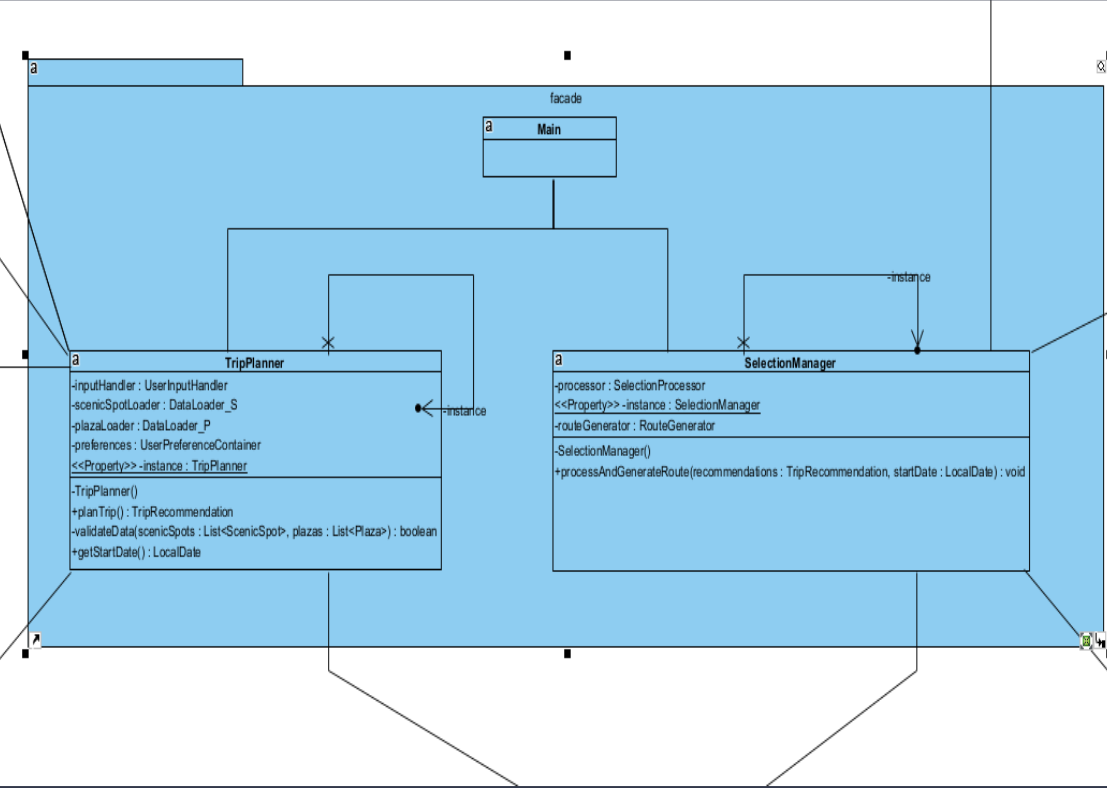 a
facade
a
Main
-instance
a
TripPlanner
-inputHandler : UserInputHandler
-scenicSpotLoader : DataLoader_S
-plazaLoader : DataLoader_P
-preferences : UserPreferenceContainer
<<Property>> -instance : TripPlanner
-TripPlanner()
+planTrip() : TripRecommendation
-validateData(scenicSpots : List<ScenicSpot>, plazas : List<Plaza>) : boolean
+getStartDate() : LocalDate
-instance
a
SelectionManager
-processor : SelectionProcessor
<<Property>> -instance : SelectionManager
-routeGenerator : RouteGenerator
-SelectionManager()
+processAndGenerateRoute(recommendations : TripRecommendation, startDate : LocalDate) : void